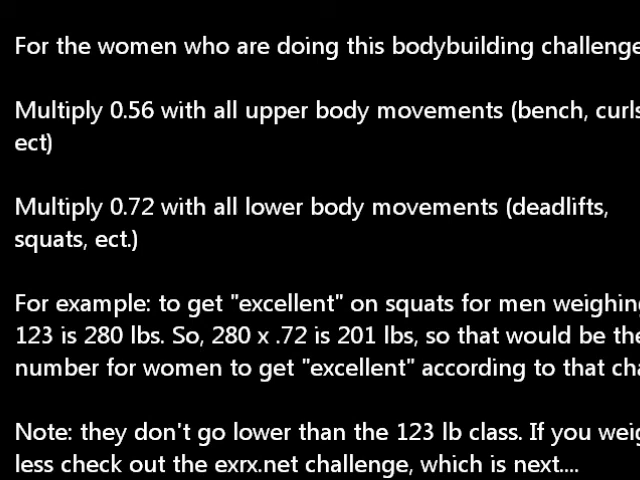 For the women who are doing this bodybuilding challenge
Multiply 0.56 with all upper body movements (bench, curls
ect)
Multiply 0.72 with all lower body movements (deadlifts,
squats, ect.)
For example: to get "excellent" on squats for men weighin
123 is 280 lbs. So, 280 x .72 is 201 lbs, so that would be the
number for women to get "excellent" according to that cha
Note: they don't go lower than the 123 lb class. If you weig
less check out the exrx.net challenge, which is next....